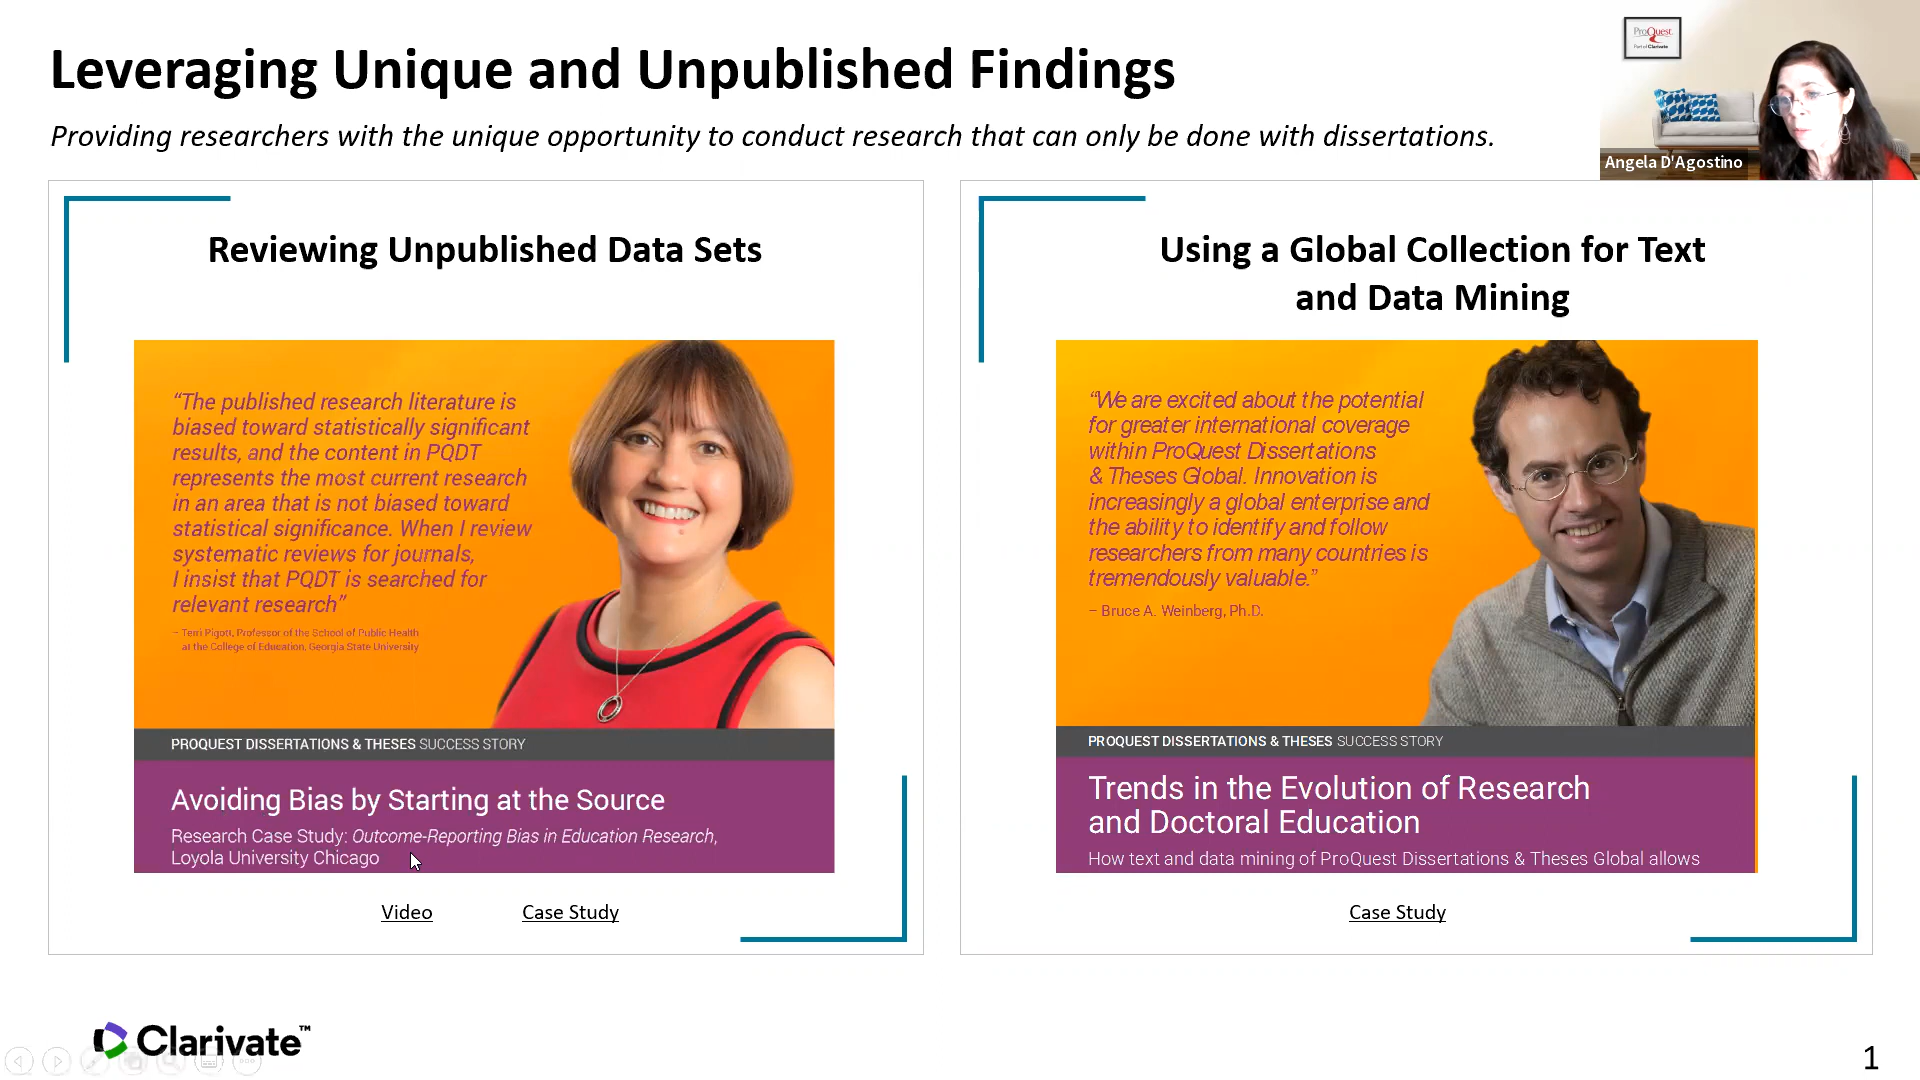 Leveraging Unique and Unpublished Findings
Providing researchers with the unique opportunity to conduct research that can only be done with dissertations.
ProQuest
Part of Clarivate
Angela D'Agostino
Reviewing Unpublished Data Sets
“The published research literature is
biased toward statistically significant
results, and the content in PQDT
represents the most current research
in an area that is not biased toward
statistical significance. When I review
systematic reviews for journals,
I insist that PQDT is searched for
relevant research”
– Terri Pigott, Professor of the School of Public Health
at the College of Education, Georgia State University
PROQUEST DISSERTATIONS & THESES SUCCESS STORY
Avoiding Bias by Starting at the Source
Research Case Study: Outcome-Reporting Bias in Education Research,
Loyola University Chicago
Video
Case Study
Using a Global Collection for Text
and Data Mining
“We are excited about the potential
for greater international coverage
within ProQuest Dissertations
& Theses Global. Innovation is
increasingly a global enterprise and
the ability to identify and follow
researchers from many countries is
tremendously valuable.”
– Bruce A. Weinberg, Ph.D.
PROQUEST DISSERTATIONS & THESES SUCCESS STORY
Trends in the Evolution of Research
and Doctoral Education
How text and data mining of ProQuest Dissertations & Theses Global allows
Case Study
Clarivate™
1